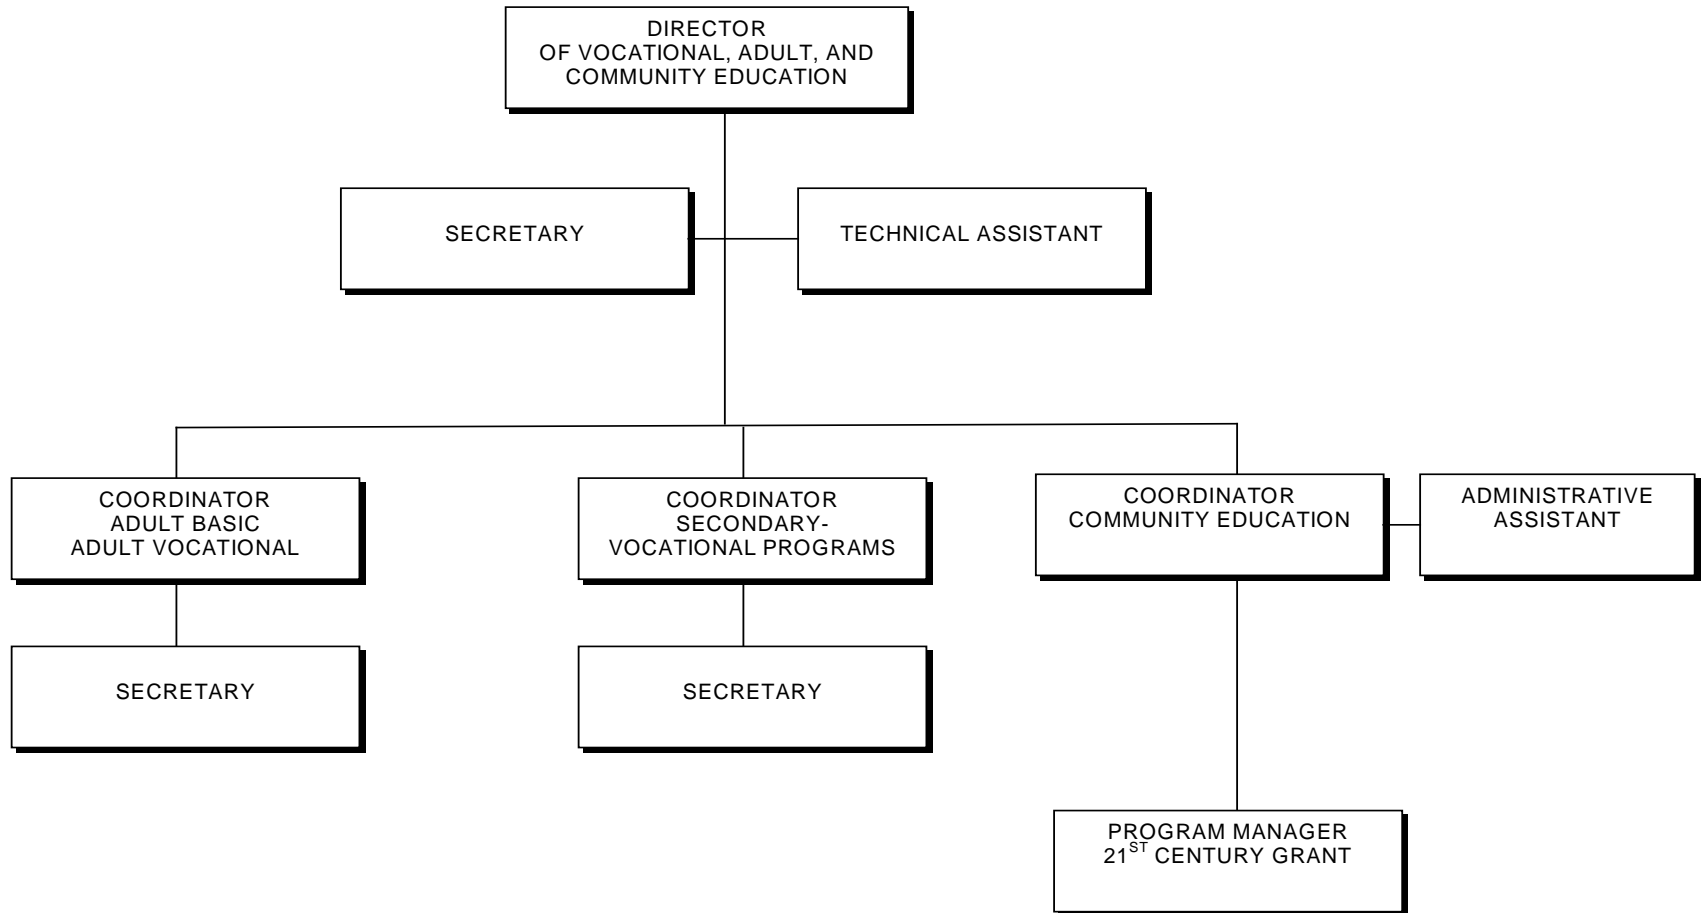 DIRECTOR
OF VOCATIONAL, ADULT, AND
COMMUNITY EDUCATION
SECRETARY
TECHNICAL ASSISTANT
COORDINATOR
ADULT BASIC
ADULT VOCATIONAL
COORDINATOR
SECONDARY-
VOCATIONAL PROGRAMS
COORDINATOR
COMMUNITY EDUCATION
ADMINISTRATIVE
ASSISTANT
SECRETARY
SECRETARY
PROGRAM MANAGER
21ST CENTURY GRANT